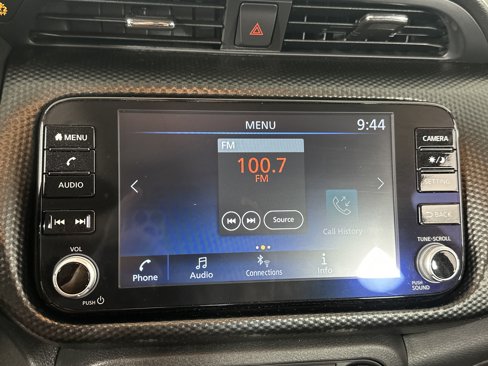 MENU
AUDIO
VOL
PUSH
MENU 9:44
FM
100.7
FM
Source
Call History
Phone
Audio
Connections
Info
CAMERA
SETTING
BACK
TUNE·SCROLL
PUSH
SOUND